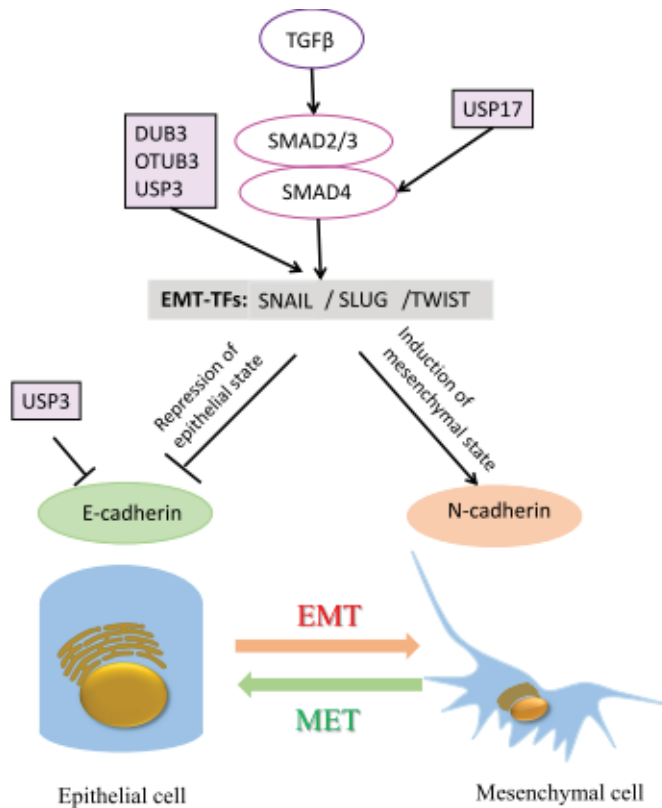 TGFβ
USP17
DUB3
OTUB3
USP3
SMAD2/3
SMAD4
EMT-TFs: SNAIL / SLUG /TWIST
Repression of
epithelial state
Induction of
mesenchymal state
USP3
E-cadherin
N-cadherin
EMT
MET
Epithelial cell
Mesenchymal cell